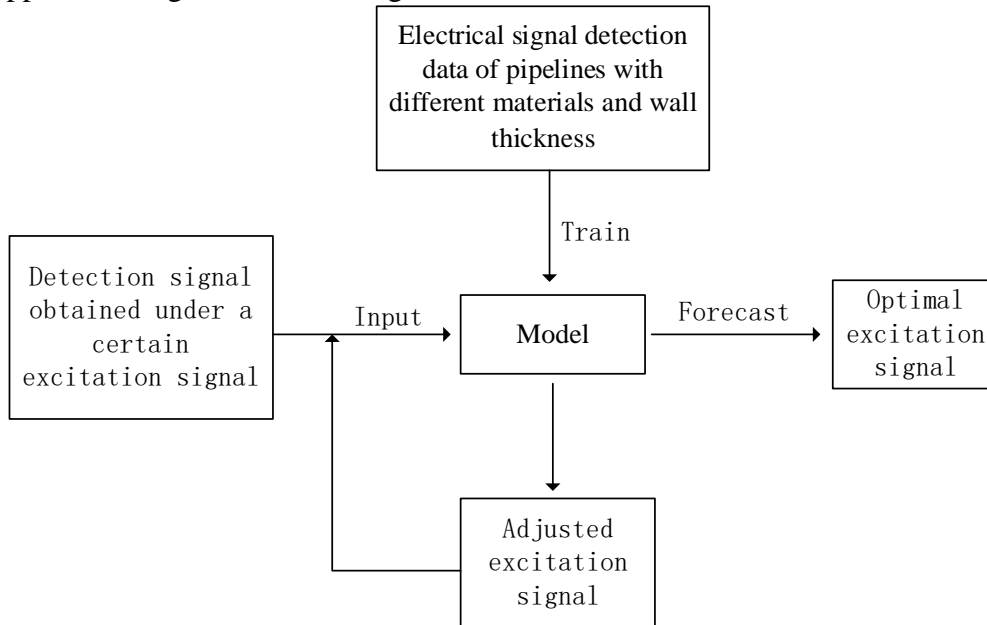 Electrical signal detection
data of pipelines with
different materials and wall
thickness
Train
Detection signal
obtained under a
certain
excitation signal
Input
Model
Forecast
Optimal
excitation
signal
Adjusted
excitation
signal